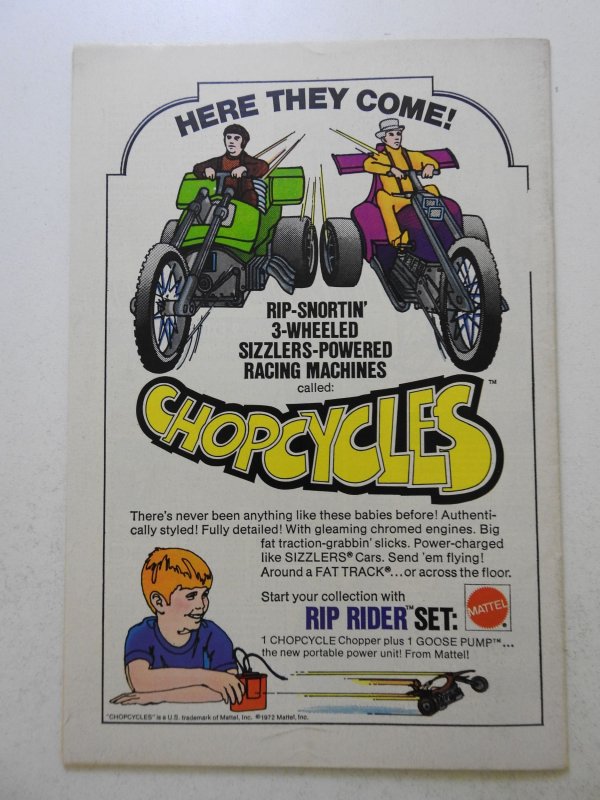 HERE THEY COME!
RIP-SNORTIN'
3-WHEELED
SIZZLERS-POWERED
RACING MACHINES
called:
CHOPCYCLES™
There's never been anything like these babies before! Authenti-
cally styled! Fully detailed! With gleaming chromed engines. Big
fat traction-grabbin' slicks. Power-charged
like SIZZLERS® Cars. Send 'em flying!
Around a FAT TRACK®...or across the floor.
Start your collection with
RIP RIDER™ SET:
MATTEL®
1 CHOPCYCLE Chopper plus 1 GOOSE PUMP™...
the new portable power unit! From Mattel!
"CHOPCYCLES" is a U.S. trademark of Mattel, Inc. ©1972 Mattel, Inc.